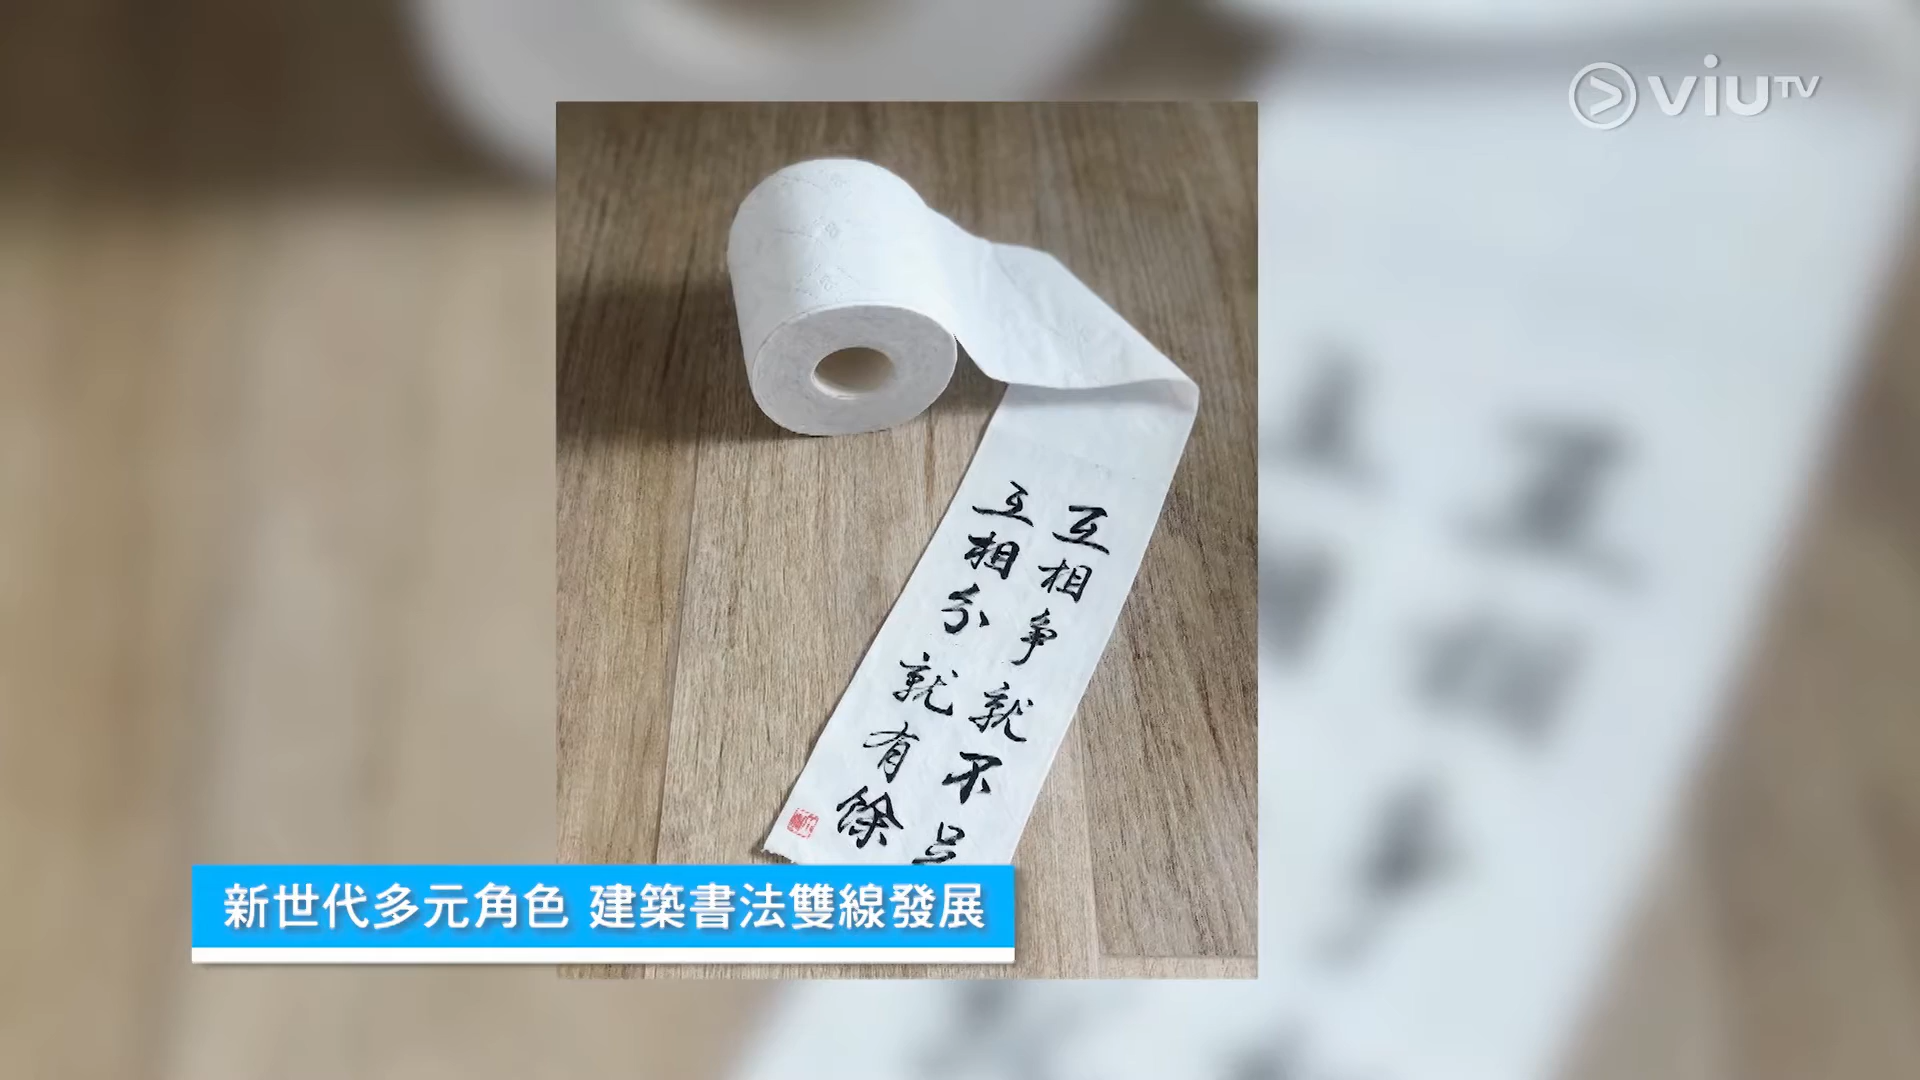 viuTV
互相爭就不
互相分就有餘
新世代多元角色 建築書法雙線發展